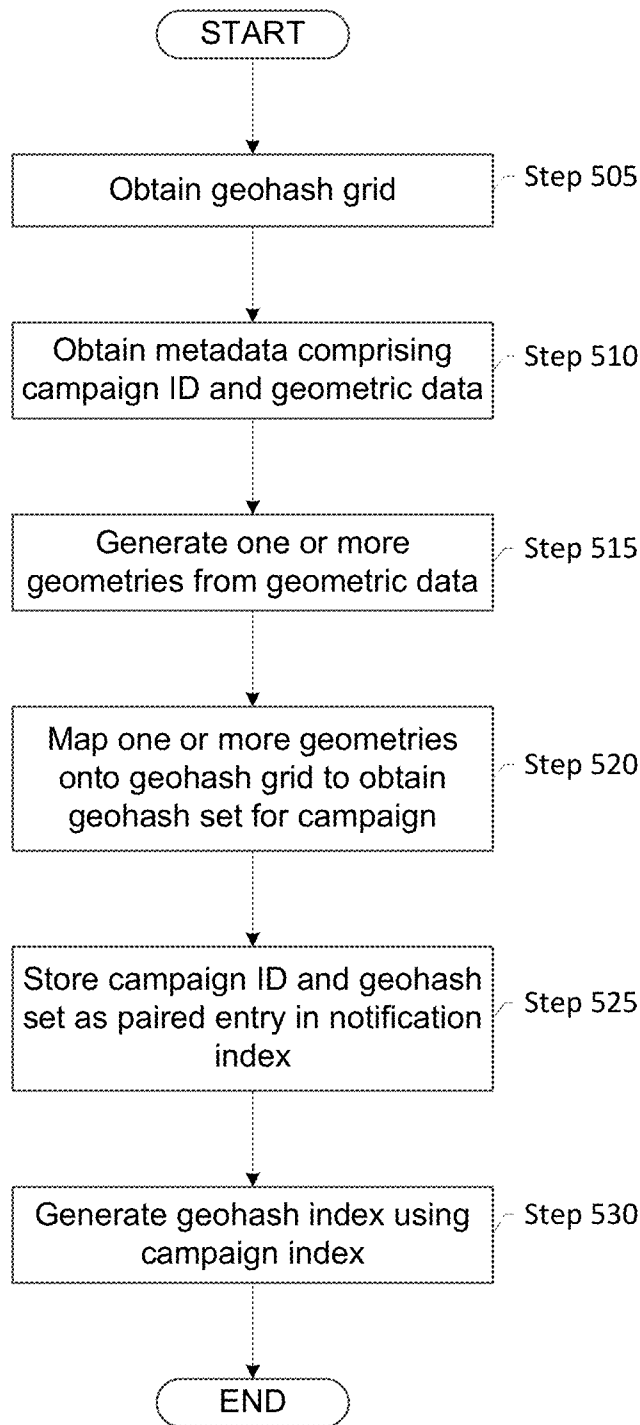 START
Obtain geohash grid
Step 505
Obtain metadata comprising
campaign ID and geometric data
Step 510
Generate one or more
geometries from geometric data
Step 515
Map one or more geometries
onto geohash grid to obtain
geohash set for campaign
Step 520
Store campaign ID and geohash
set as paired entry in notification
index
Step 525
Generate geohash index using
campaign index
Step 530
END